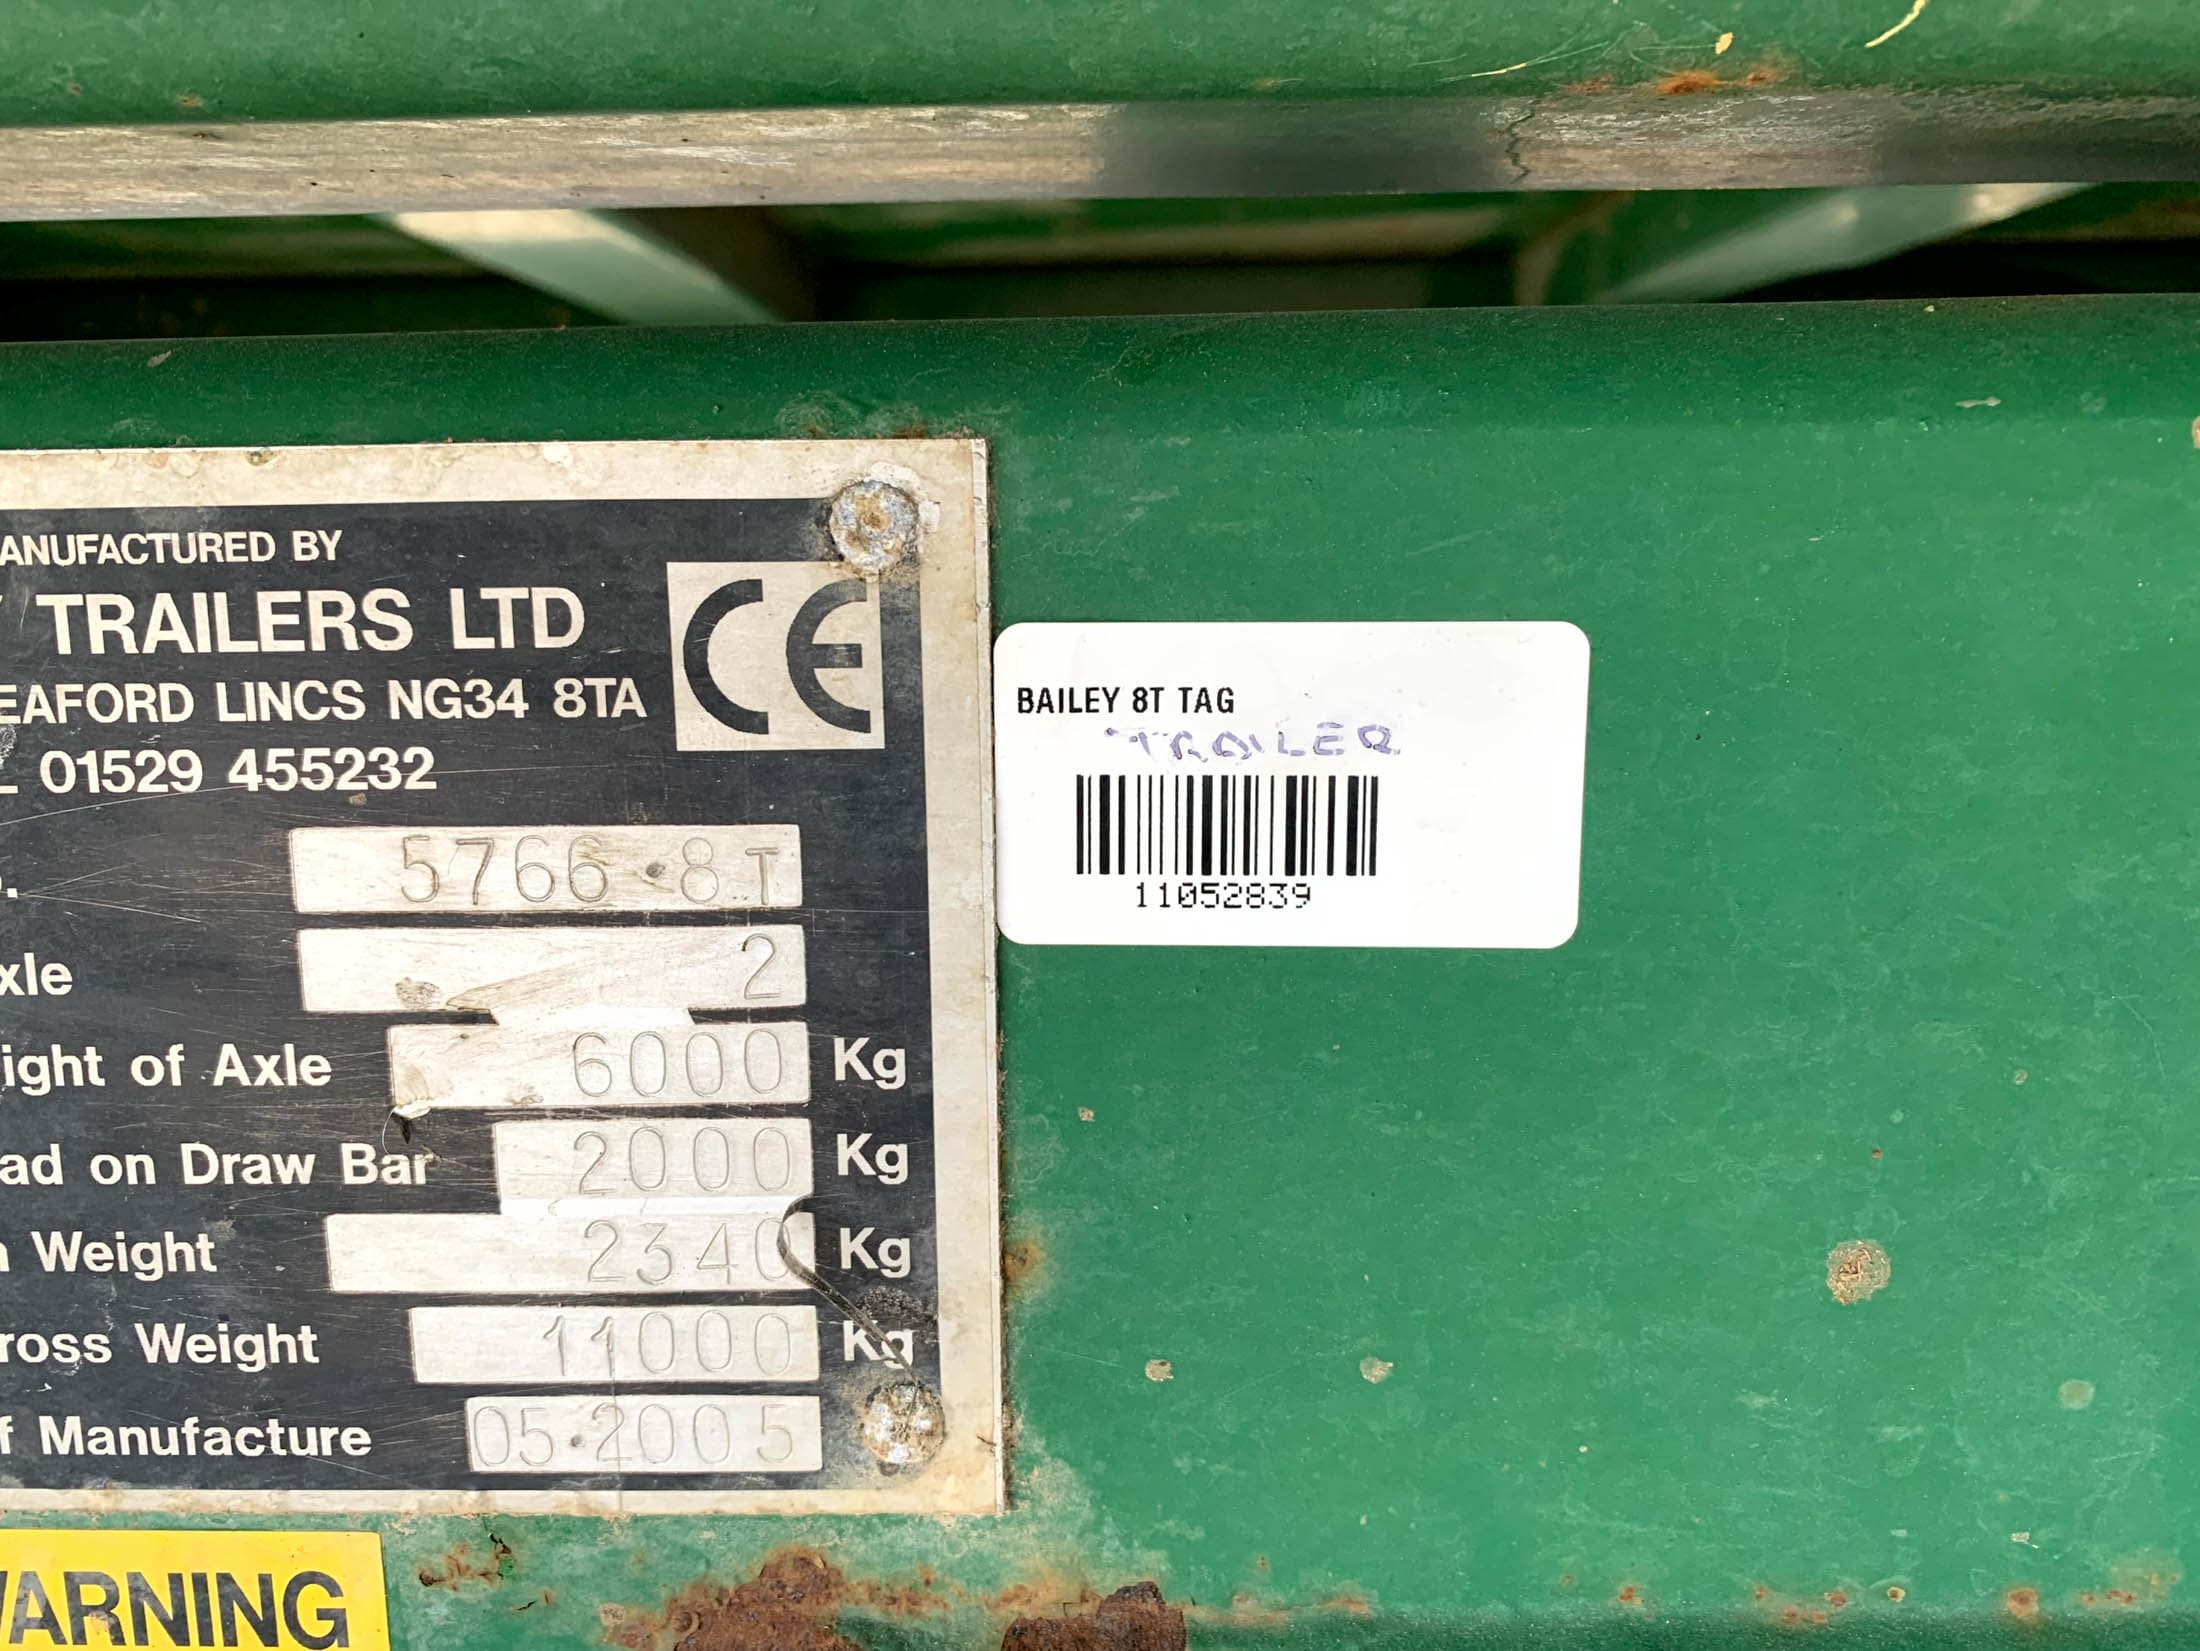 ANUFACTURED BY
Y TRAILERS LTD
CE
EAFORD LINCS NG34 8TA
L 01529 455232
o. 5766.8T
xle 2
ight of Axle 6000 Kg
ad on Draw Bar 2000 Kg
n Weight 2340 Kg
ross Weight 11000 Kg
f Manufacture 05.2005
WARNING
BAILEY 8T TAG
TRAILER
11052839